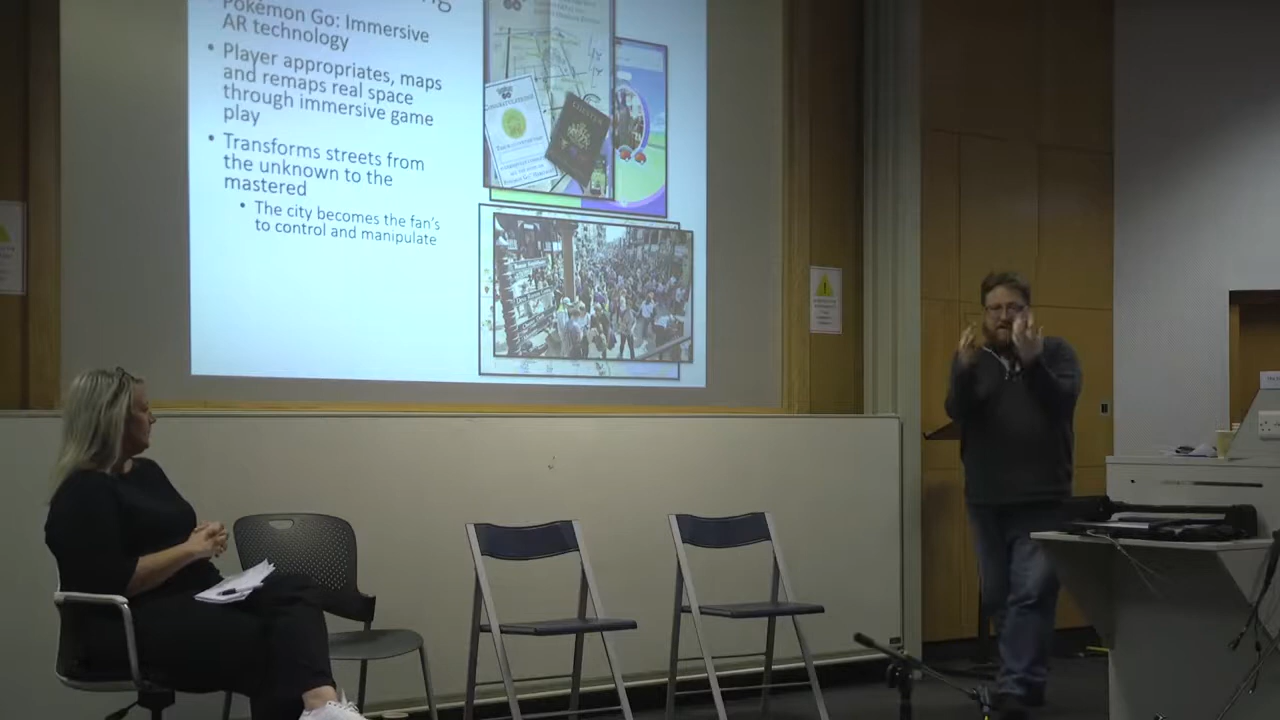 Pokémon Go: Immersive
AR technology
• Player appropriates, maps
and remaps real space
through immersive game
play
• Transforms streets from
the unknown to the
mastered
• The city becomes the fan's
to control and manipulate